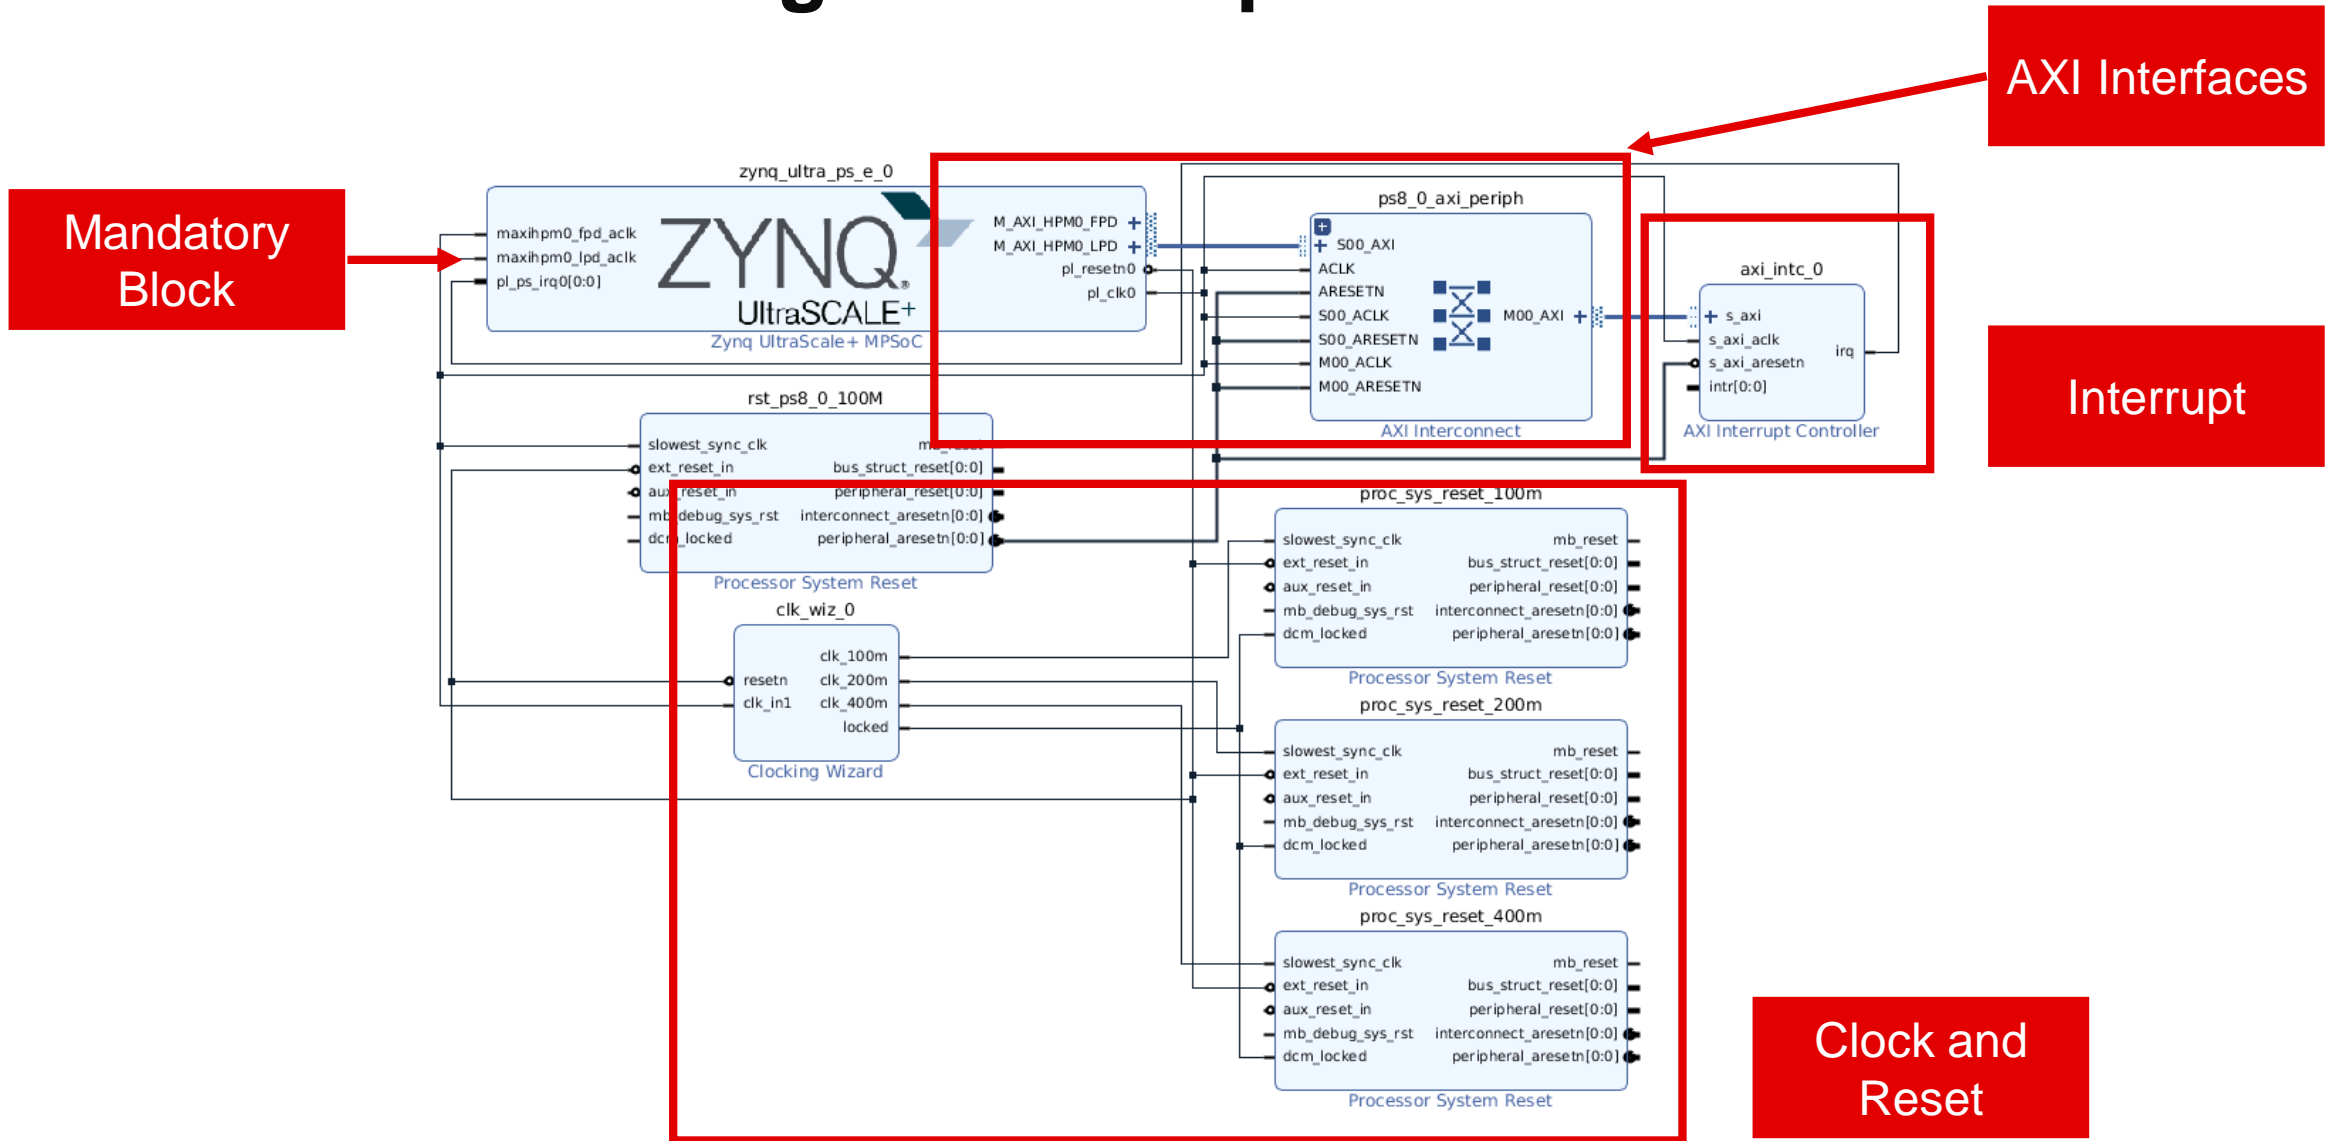 AXI Interfaces
Mandatory
Block
Interrupt
Clock and
Reset
zynq_ultra_ps_e_0
maxihpm0_fpd_aclk
maxihpm0_lpd_aclk
pl_ps_irq0[0:0]
ZYNQ
UltraSCALE+
M_AXI_HPM0_FPD
M_AXI_HPM0_LPD
pl_resetn0
pl_clk0
Zynq UltraScale+ MPSoC
ps8_0_axi_periph
S00_AXI
ACLK
ARESETN
S00_ACLK
S00_ARESETN
M00_ACLK
M00_ARESETN
M00_AXI
AXI Interconnect
axi_intc_0
s_axi
s_axi_aclk
s_axi_aresetn
intr[0:0]
irq
AXI Interrupt Controller
rst_ps8_0_100M
slowest_sync_clk
ext_reset_in
aux_reset_in
mb_debug_sys_rst
dcm_locked
mb_reset
bus_struct_reset[0:0]
peripheral_reset[0:0]
interconnect_aresetn[0:0]
peripheral_aresetn[0:0]
Processor System Reset
clk_wiz_0
resetn
clk_in1
clk_100m
clk_200m
clk_400m
locked
Clocking Wizard
proc_sys_reset_100m
slowest_sync_clk
ext_reset_in
aux_reset_in
mb_debug_sys_rst
dcm_locked
mb_reset
bus_struct_reset[0:0]
peripheral_reset[0:0]
interconnect_aresetn[0:0]
peripheral_aresetn[0:0]
Processor System Reset
proc_sys_reset_200m
slowest_sync_clk
ext_reset_in
aux_reset_in
mb_debug_sys_rst
dcm_locked
mb_reset
bus_struct_reset[0:0]
peripheral_reset[0:0]
interconnect_aresetn[0:0]
peripheral_aresetn[0:0]
Processor System Reset
proc_sys_reset_400m
slowest_sync_clk
ext_reset_in
aux_reset_in
mb_debug_sys_rst
dcm_locked
mb_reset
bus_struct_reset[0:0]
peripheral_reset[0:0]
interconnect_aresetn[0:0]
peripheral_aresetn[0:0]
Processor System Reset